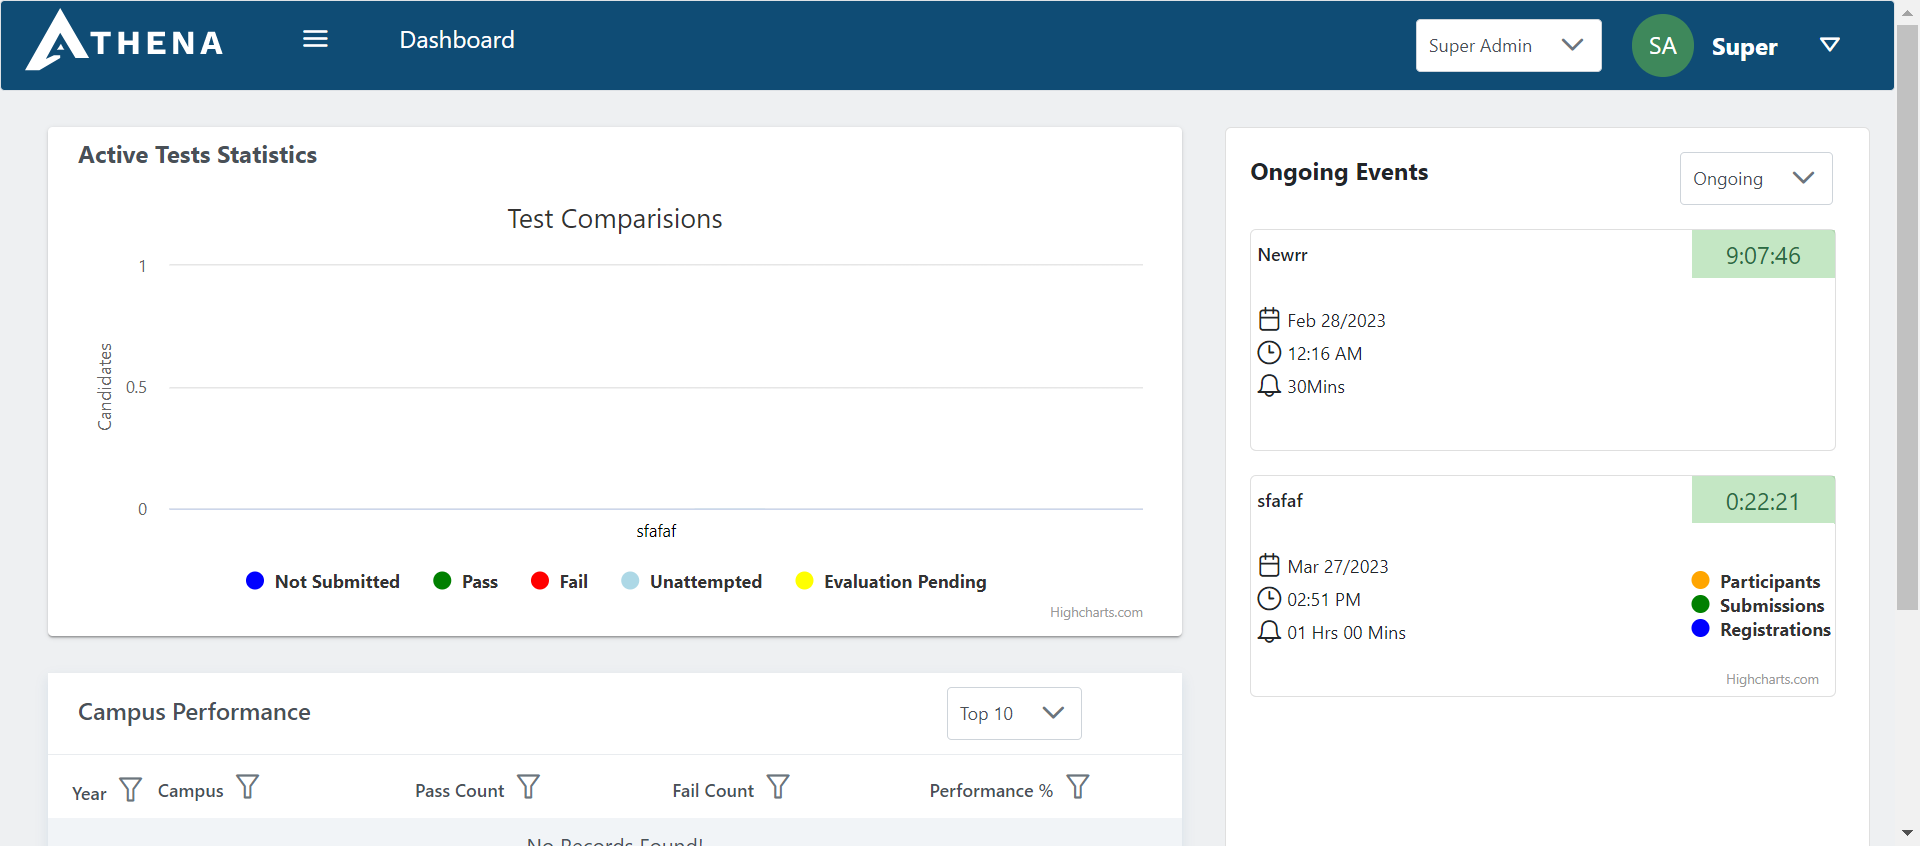 ATHENA
Dashboard
Super Admin
SA
Super
Active Tests Statistics
Test Comparisions
1
0.5
0
Candidates
sfafaf
Not Submitted
Pass
Fail
Unattempted
Evaluation Pending
Highcharts.com
Campus Performance
Top 10
Year
Campus
Pass Count
Fail Count
Performance %
No Records Found!
Ongoing Events
Ongoing
Newrr
9:07:46
Feb 28/2023
12:16 AM
30Mins
sfafaf
0:22:21
Mar 27/2023
02:51 PM
01 Hrs 00 Mins
Participants
Submissions
Registrations
Highcharts.com